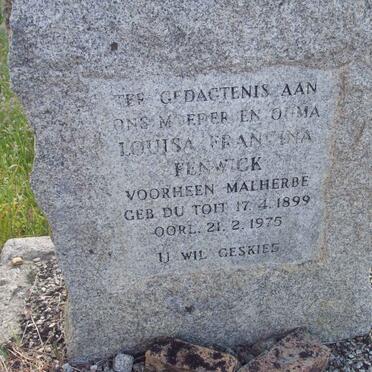 TER GEDAGTENIS AAN
ONS MOEDER EN OUMA
LOUISA FRANCINA
FENWICK
VOORHEEN MALHERBE
GEB DU TOIT 17.4.1899
OORL. 21.2.1975
U WIL GESKIED